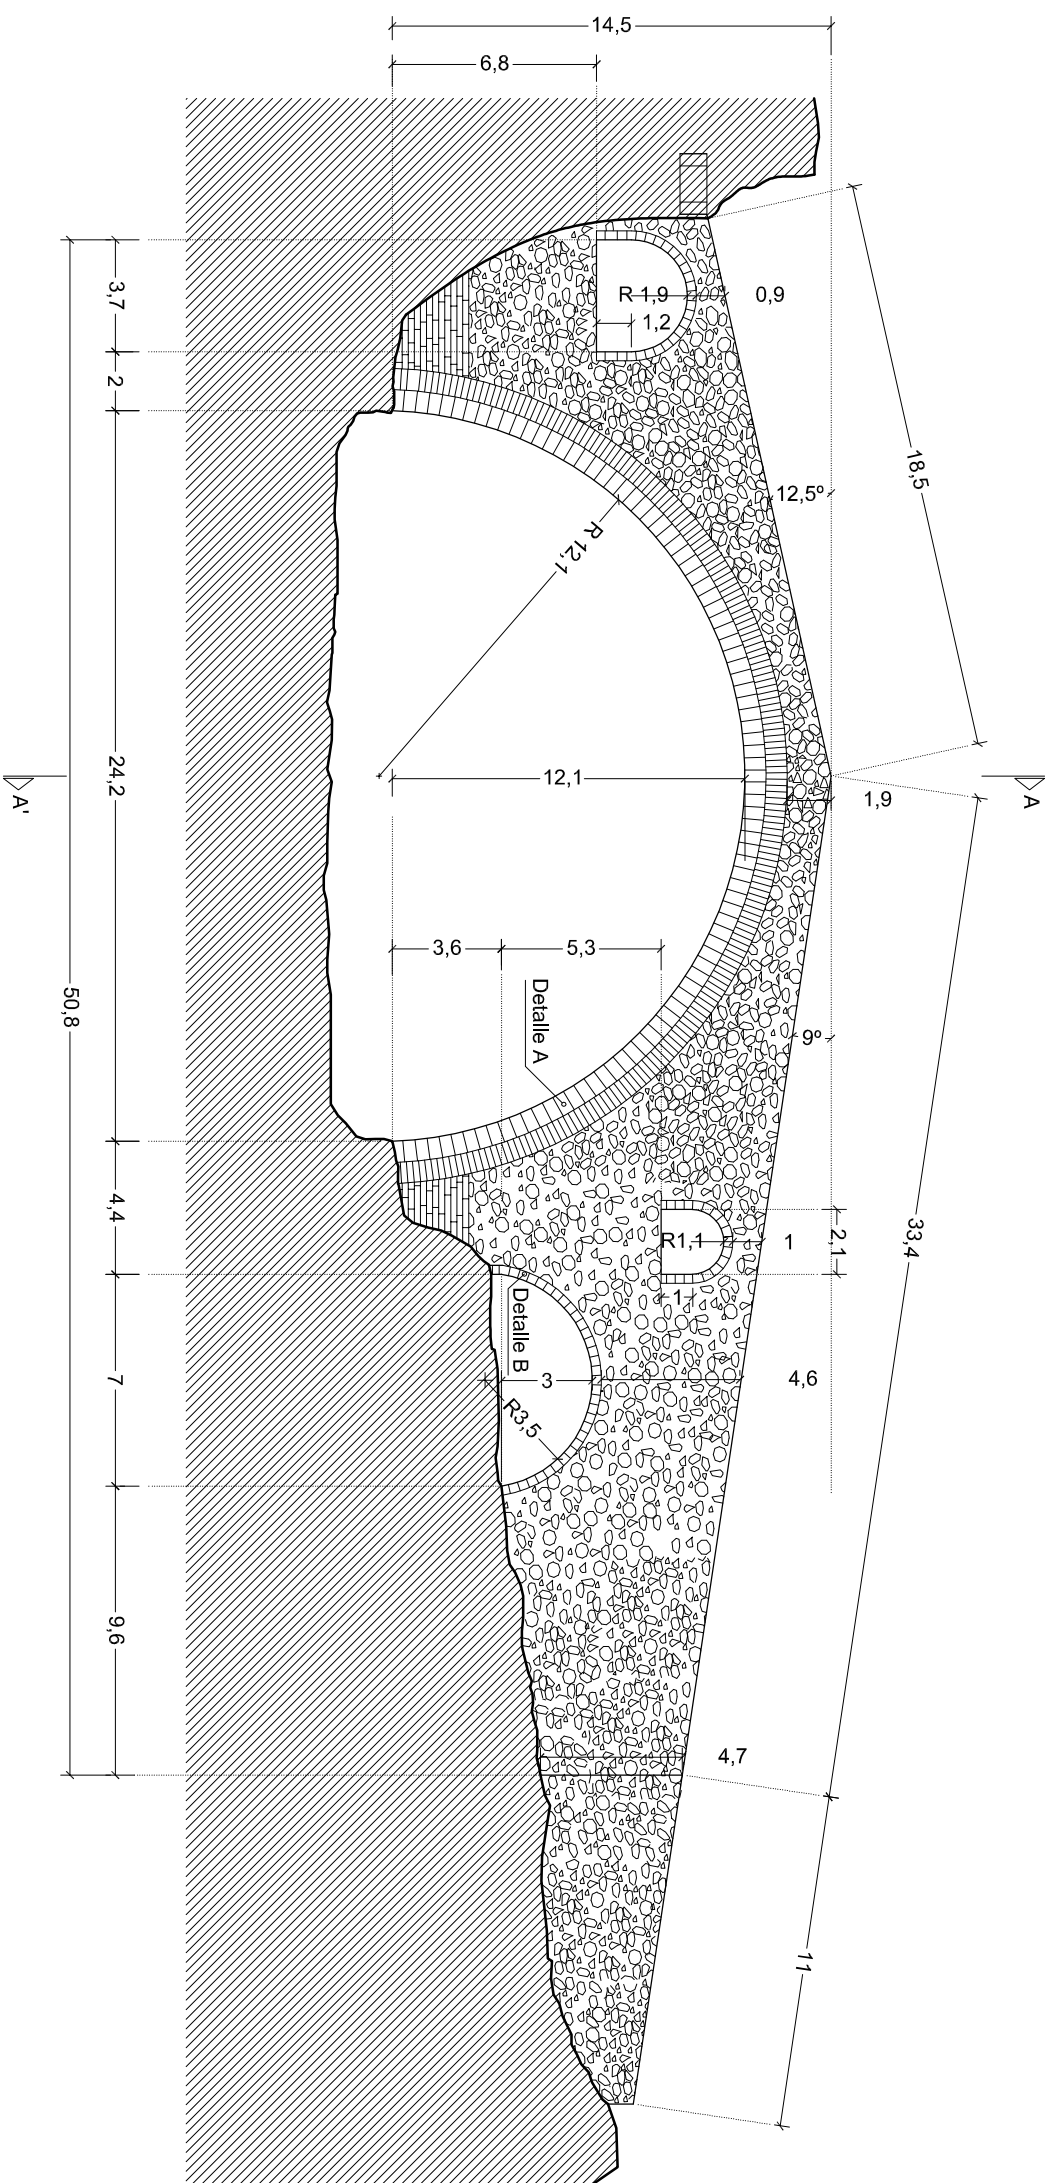 14,5
6,8
R 1,9
0,9
1,2
3,7
2
18,5
12,5º
R 12,1
24,2
12,1
1,9
A
A'
3,6
5,3
50,8
Detalle A
9º
4,4
2,1
R1,1
1
1
33,4
Detalle B
7
3
4,6
R3,5
9,6
4,7
11